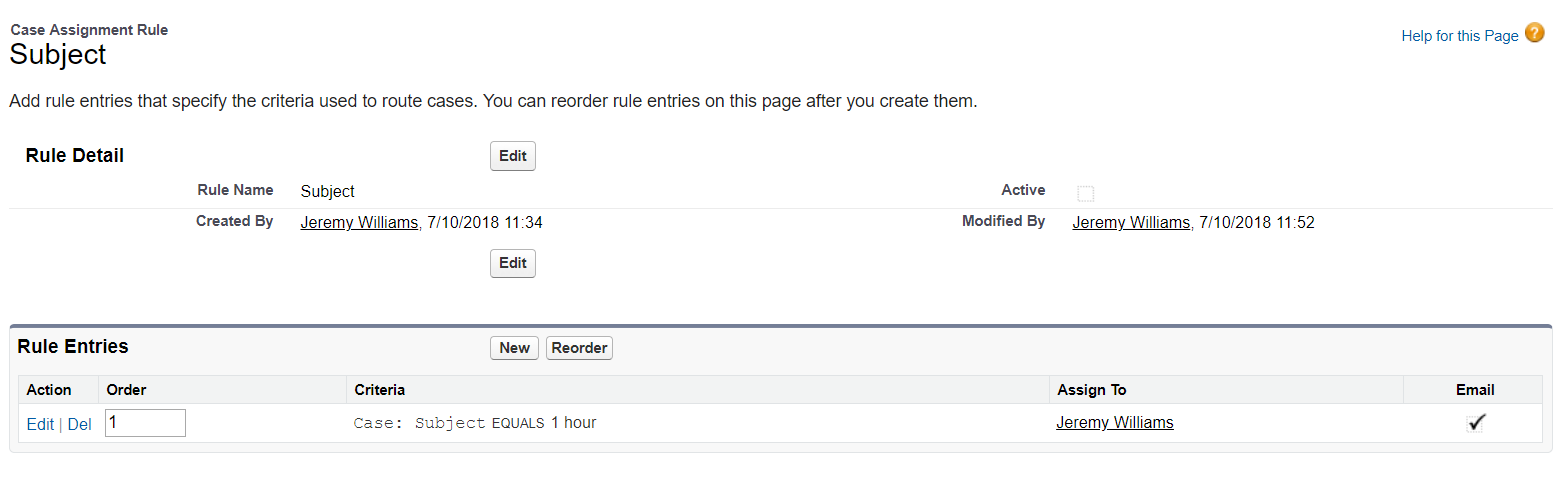 Case Assignment Rule
Subject
Help for this Page ?
Add rule entries that specify the criteria used to route cases. You can reorder rule entries on this page after you create them.
Rule Detail Edit
Rule Name Subject Active
Created By Jeremy Williams, 7/10/2018 11:34 Modified By Jeremy Williams, 7/10/2018 11:52
Edit
Rule Entries New Reorder
Action Order Criteria Assign To Email
Edit | Del 1 Case: Subject EQUALS 1 hour Jeremy Williams